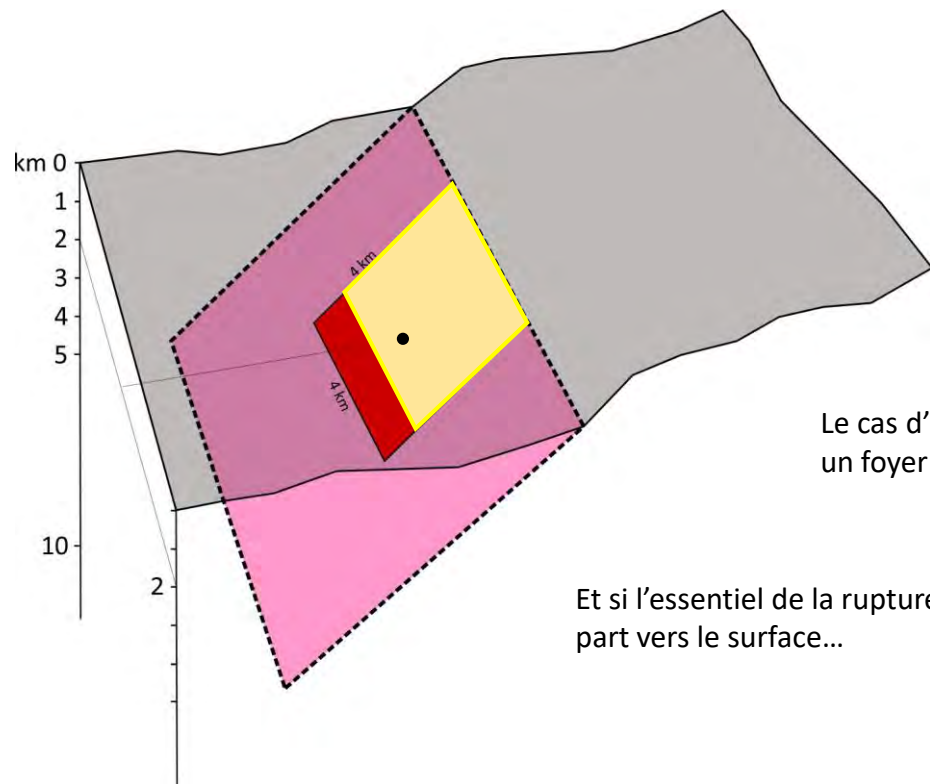 km 0
1
2
3
4
5
10
2
4 km
4 km
Le cas d’
un foyer
Et si l’essentiel de la rupture
part vers le surface…